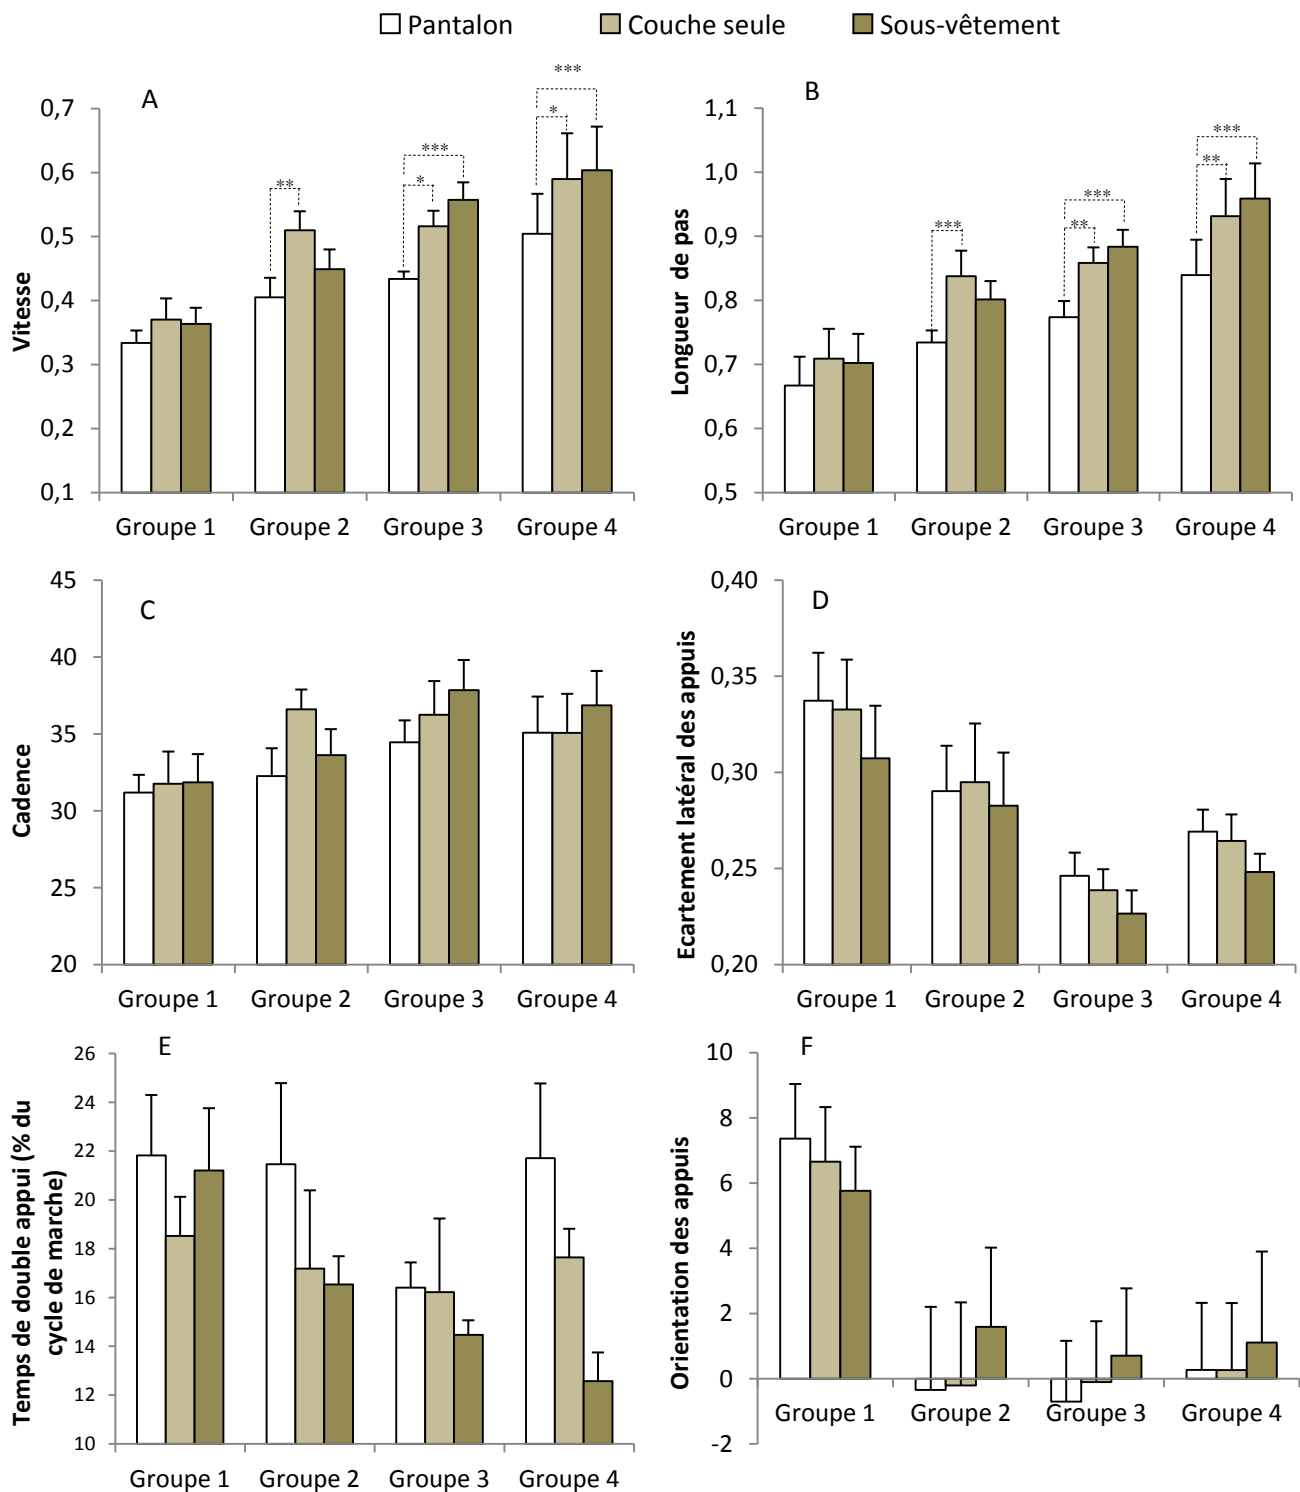 Pantalon Couche seule Sous-vêtement
A
Vitesse
0,7
0,6
0,5
0,4
0,3
0,2
0,1
**
***
*
***
*
Groupe 1 Groupe 2 Groupe 3 Groupe 4
B
Longueur de pas
1,1
1,0
0,9
0,8
0,7
0,6
0,5
***
***
**
***
**
Groupe 1 Groupe 2 Groupe 3 Groupe 4
C
Cadence
45
40
35
30
25
20
Groupe 1 Groupe 2 Groupe 3 Groupe 4
D
Ecartement latéral des appuis
0,40
0,35
0,30
0,25
0,20
Groupe 1 Groupe 2 Groupe 3 Groupe 4
E
Temps de double appui (% du
cycle de marche)
26
24
22
20
18
16
14
12
10
Groupe 1 Groupe 2 Groupe 3 Groupe 4
F
Orientation des appuis
10
8
6
4
2
0
-2
Groupe 1 Groupe 2 Groupe 3 Groupe 4